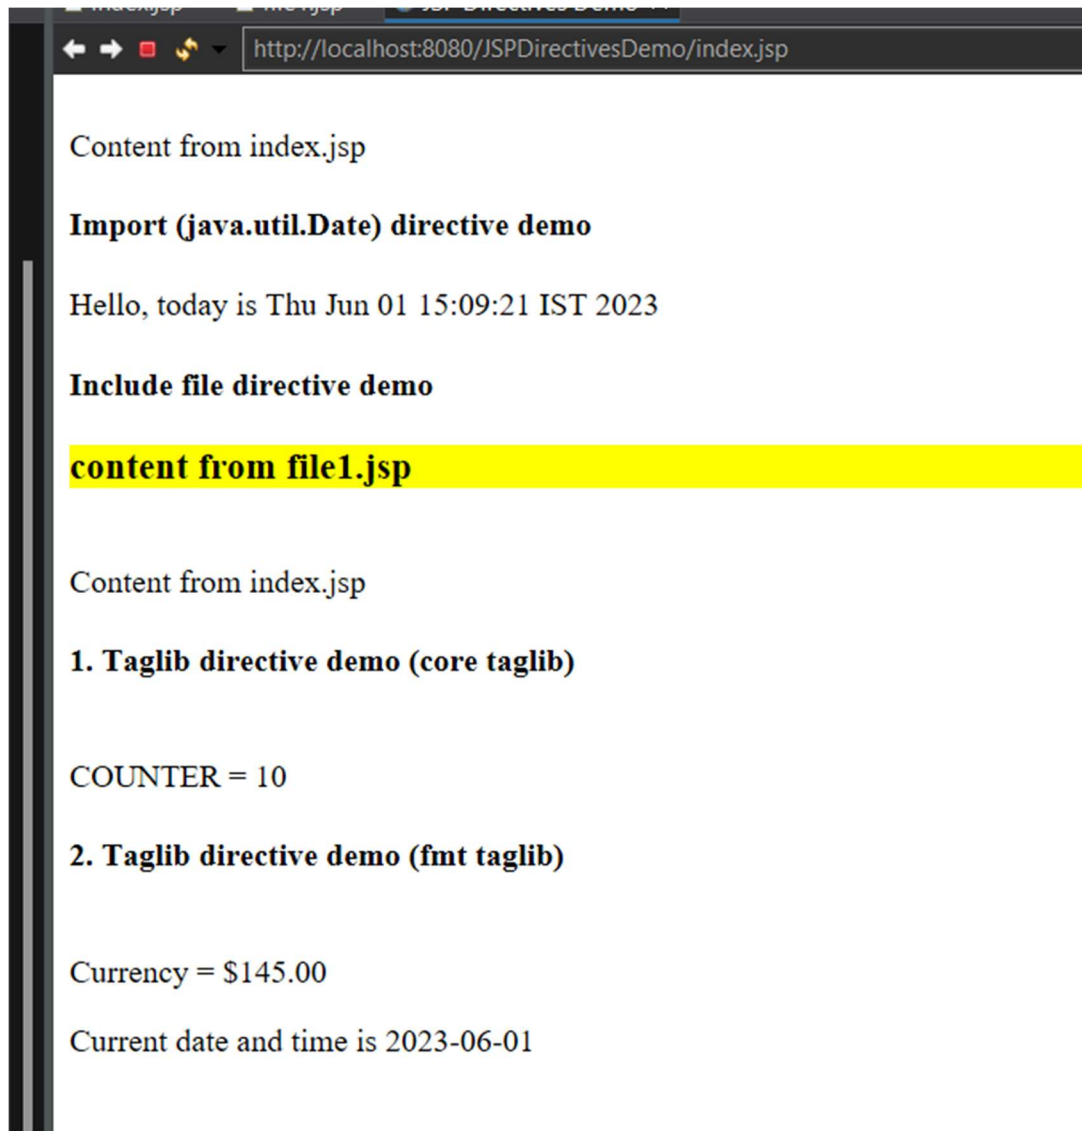 http://localhost:8080/JSPDirectivesDemo/index.jsp
Content from index.jsp
Import (java.util.Date) directive demo
Hello, today is Thu Jun 01 15:09:21 IST 2023
Include file directive demo
content from file1.jsp
Content from index.jsp
1. Taglib directive demo (core taglib)
COUNTER = 10
2. Taglib directive demo (fmt taglib)
Currency = $145.00
Current date and time is 2023-06-01